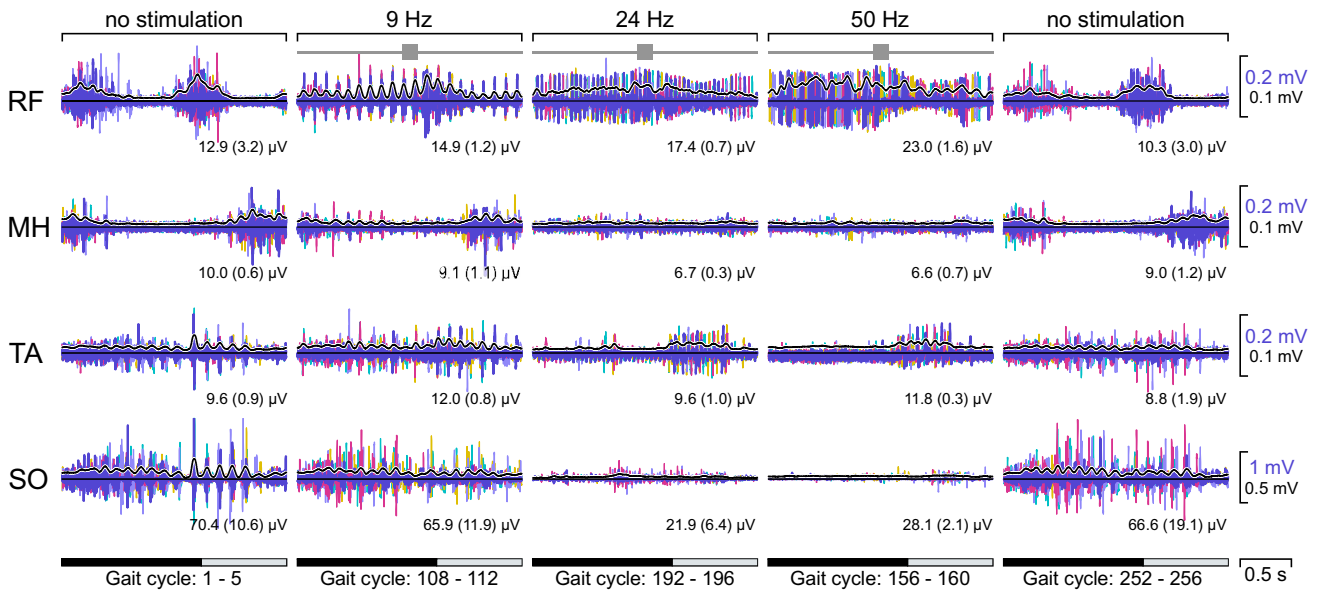 no stimulation 9 Hz 24 Hz 50 Hz no stimulation
RF
0.2 mV
0.1 mV
12.9 (3.2) µV 14.9 (1.2) µV 17.4 (0.7) µV 23.0 (1.6) µV 10.3 (3.0) µV
MH
0.2 mV
0.1 mV
10.0 (0.6) µV 9.1 (1.1) µV 6.7 (0.3) µV 6.6 (0.7) µV 9.0 (1.2) µV
TA
0.2 mV
0.1 mV
9.6 (0.9) µV 12.0 (0.8) µV 9.6 (1.0) µV 11.8 (0.3) µV 8.8 (1.9) µV
SO
1 mV
0.5 mV
70.4 (10.6) µV 65.9 (11.9) µV 21.9 (6.4) µV 28.1 (2.1) µV 66.6 (19.1) µV
Gait cycle: 1 - 5 Gait cycle: 108 - 112 Gait cycle: 192 - 196 Gait cycle: 156 - 160 Gait cycle: 252 - 256 0.5 s